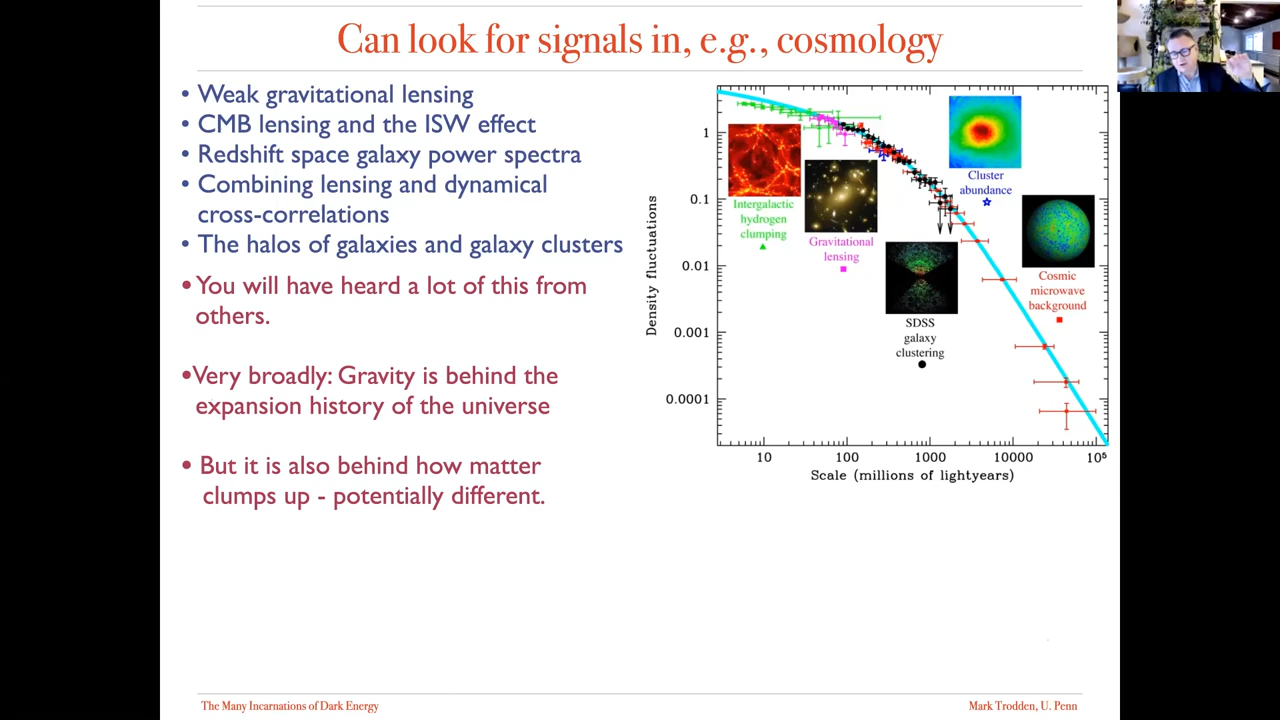 Can look for signals in, e.g., cosmology
• Weak gravitational lensing
• CMB lensing and the ISW effect
• Redshift space galaxy power spectra
• Combining lensing and dynamical
cross-correlations
• The halos of galaxies and galaxy clusters
• You will have heard a lot of this from
others.
•Very broadly: Gravity is behind the
expansion history of the universe
• But it is also behind how matter
clumps up - potentially different.
Density fluctuations
1
0.1
0.01
0.001
0.0001
Intergalactic
hydrogen
clumping
Gravitational
lensing
SDSS
galaxy
clustering
Cluster
abundance
Cosmic
microwave
background
10
100
1000
10000
10⁵
Scale (millions of lightyears)
The Many Incarnations of Dark Energy
Mark Trodden, U. Penn